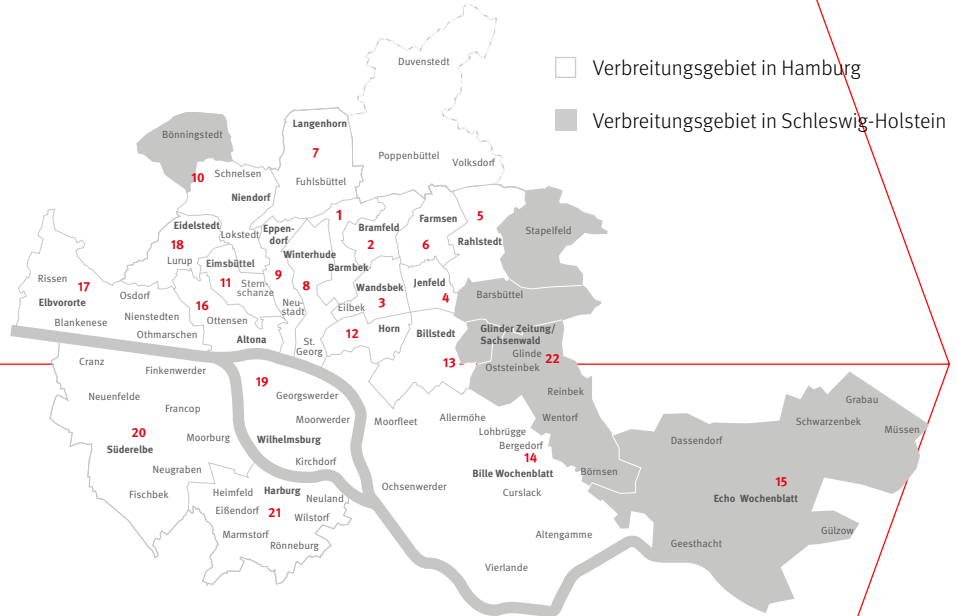 Duvenstedt
Verbreitungsgebiet in Hamburg
Verbreitungsgebiet in Schleswig-Holstein
Bönningstedt
Langenhorn
7
Poppenbüttel
Volksdorf
10
Schnelsen
Fuhlsbüttel
Niendorf
1
5
Eidelstedt
Lokstedt
Eppen-
dorf
Bramfeld
Farmsen
Stapelfeld
18
2
6
Rahlstedt
Lurup
Eimsbüttel
Winterhude
Barmbek
Rissen
17
11
Stern-
schanze
9
8
Wandsbek
3
Jenfeld
4
Barsbüttel
Elbvororte
Osdorf
16
Neu-
stadt
Eilbek
Blankenese
Nienstedten
Ottensen
Othmarschen
Altona
St.
Georg
12
Horn
Billstedt
Glinder Zeitung/
Sachsenwald
Glinde
22
13
Oststeinbek
Cranz
Finkenwerder
19
Georgswerder
Reinbek
Neuenfelde
Francop
Moorwerder
Moorfleet
Allermöhe
Wentorf
Grabau
Schwarzenbek
Müssen
20
Süderelbe
Moorburg
Wilhelmsburg
Lohbrügge
Bergedorf
14
Dassendorf
Neugraben
Kirchdorf
Bille Wochenblatt
Börnsen
15
Echo Wochenblatt
Fischbek
Heimfeld
Harburg
Neuland
Ochsenwerder
Curslack
Eißendorf
21
Wilstorf
Marmstorf
Rönneburg
Altengamme
Geesthacht
Gülzow
Vierlande